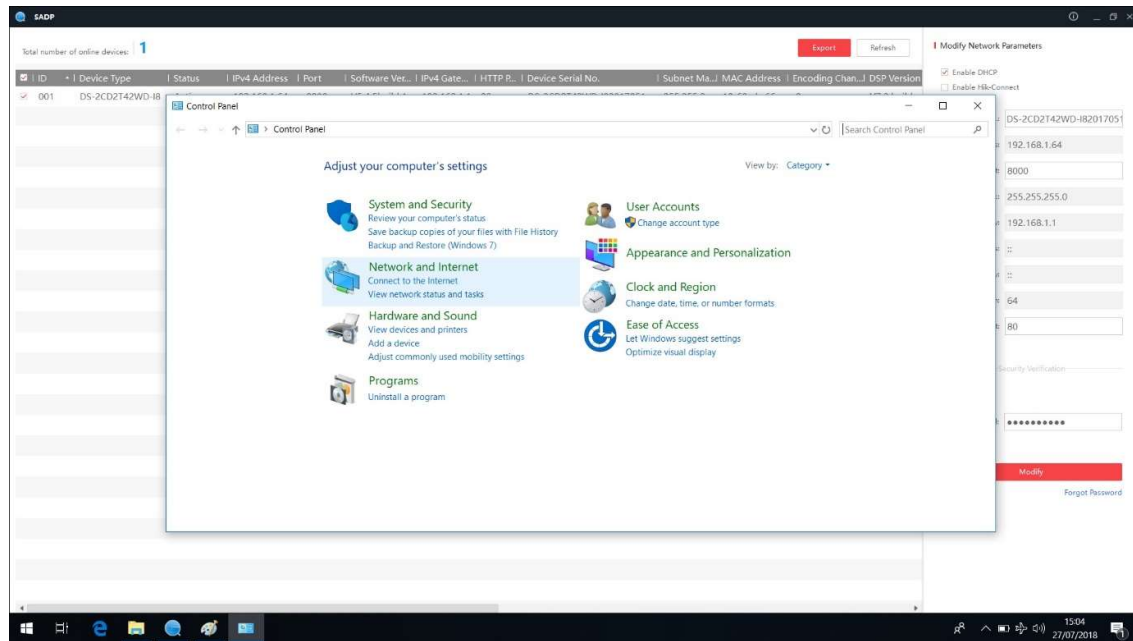 SADP
Total number of online devices: 1
Export
Refresh
ID
Device Type
Status
IPv4 Address
Port
Software Ver...
IPv4 Gate...
HTTP P...
Device Serial No.
Subnet Ma...
MAC Address
Encoding Chan...
DSP Version
001
DS-2CD2T42WD-I8
Control Panel
Control Panel
Search Control Panel
Adjust your computer's settings
View by: Category
System and Security
Review your computer's status
Save backup copies of your files with File History
Backup and Restore (Windows 7)
Network and Internet
Connect to the Internet
View network status and tasks
Hardware and Sound
View devices and printers
Add a device
Adjust commonly used mobility settings
Programs
Uninstall a program
User Accounts
Change account type
Appearance and Personalization
Clock and Region
Change date, time, or number formats
Ease of Access
Let Windows suggest settings
Optimize visual display
Modify Network Parameters
Enable DHCP
Enable Hik-Connect
DS-2CD2T42WD-I82017051
192.168.1.64
8000
255.255.255.0
192.168.1.1
::
::
64
80
Security Verification
Modify
Forgot Password
15:04
27/07/2018